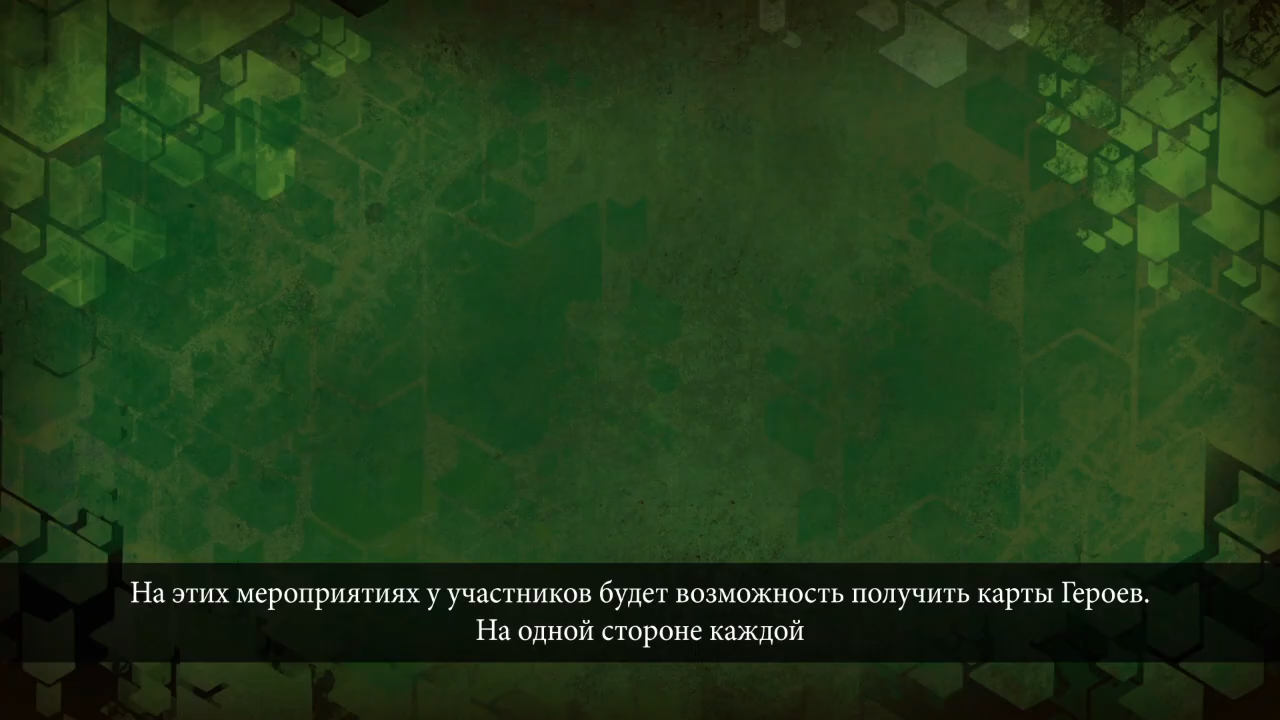 На этих мероприятиях у участников будет возможность получить карты Героев.
На одной стороне каждой